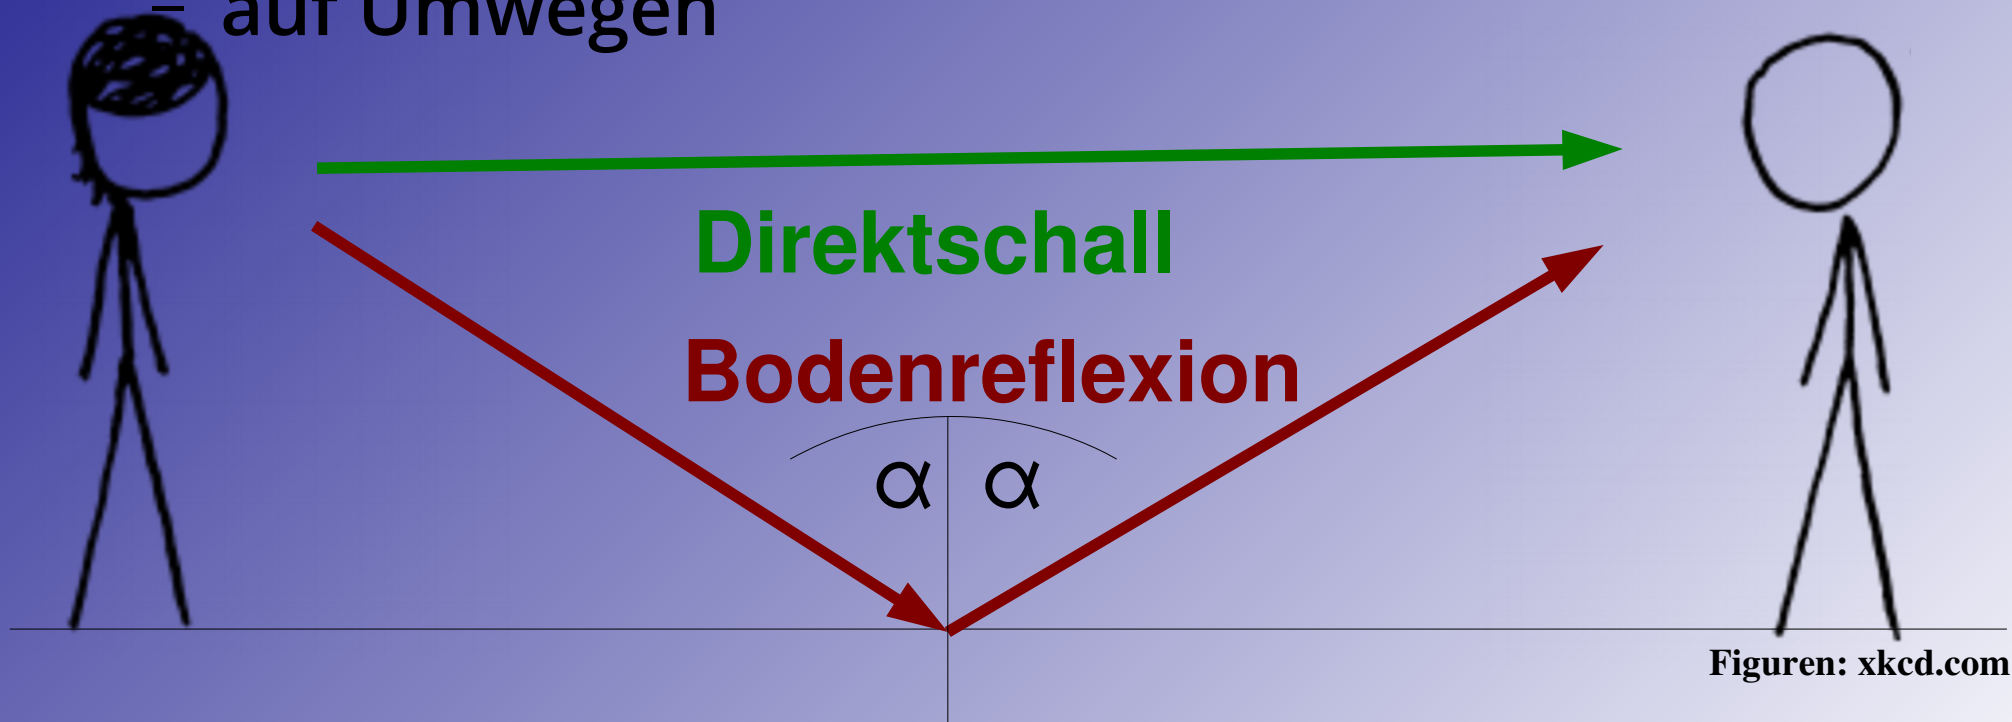 – auf Umwegen
Direktschall
Bodenreflexion
α α
Figuren: xkcd.com